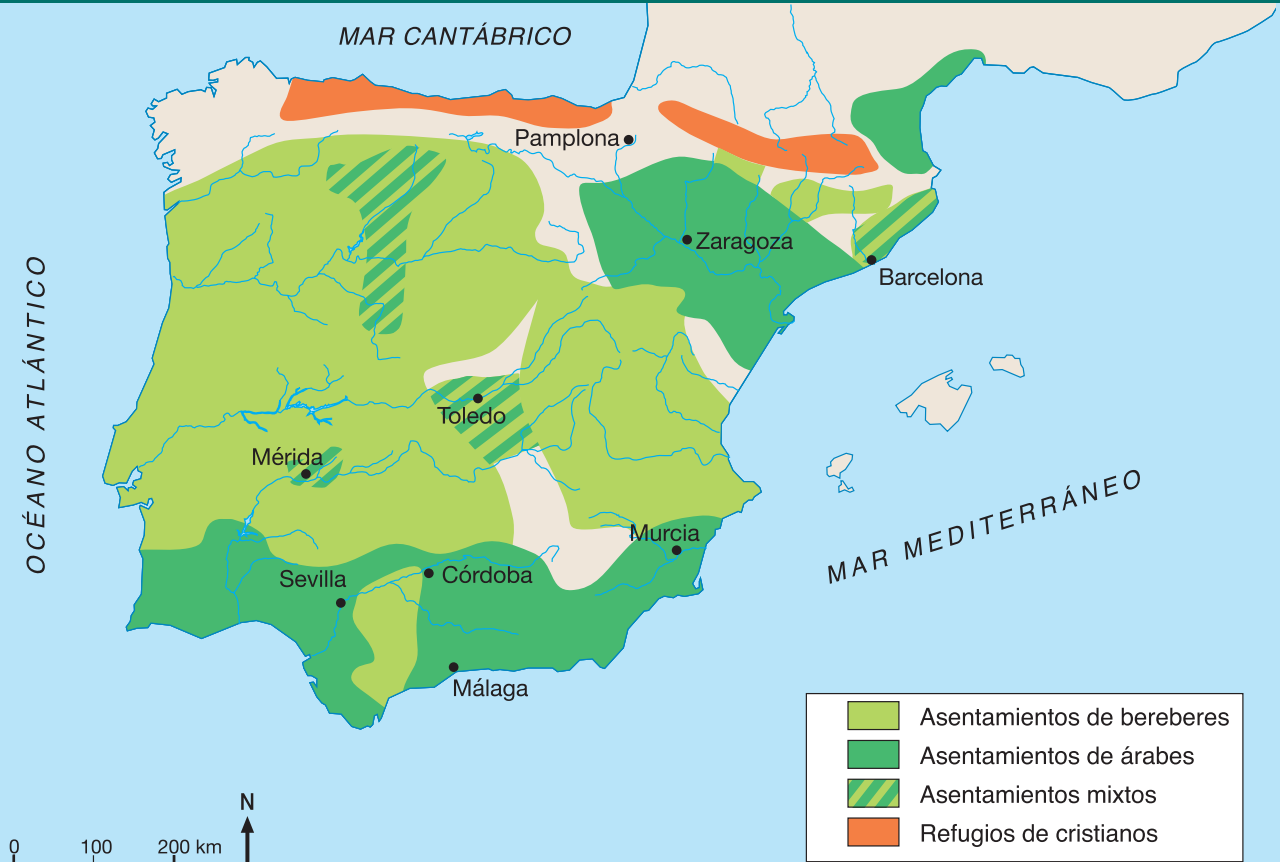 MAR CANTÁBRICO
Pamplona
Zaragoza
Barcelona
OCÉANO ATLÁNTICO
Toledo
Mérida
MAR MEDITERRÁNEO
Murcia
Sevilla
Córdoba
Málaga
Asentamientos de bereberes
Asentamientos de árabes
Asentamientos mixtos
Refugios de cristianos
N
0 100 200 km